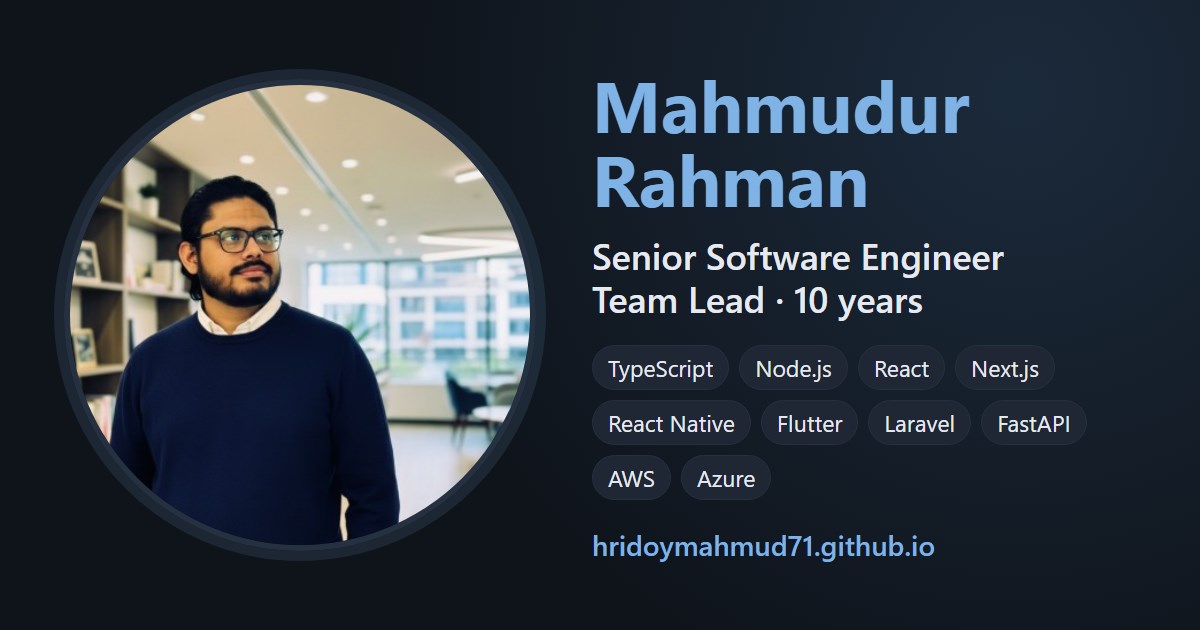 Mahmudur
Rahman
Senior Software Engineer
Team Lead · 10 years
TypeScript Node.js React Next.js
React Native Flutter Laravel FastAPI
AWS Azure
hridoymahmud71.github.io